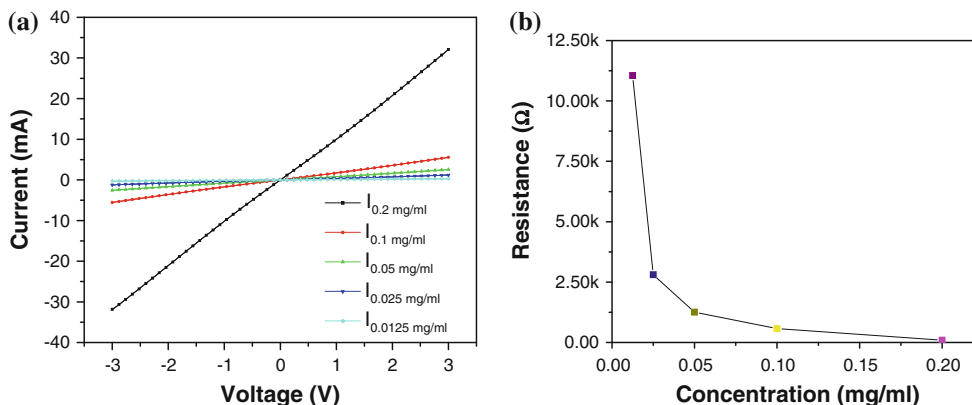 (a)
40
30
20
10
0
-10
-20
-30
-40
Current (mA)
I0.2 mg/ml
I0.1 mg/ml
I0.05 mg/ml
I0.025 mg/ml
I0.0125 mg/ml
-3 -2 -1 0 1 2 3
Voltage (V)
(b)
12.50k
10.00k
7.50k
5.00k
2.50k
0.00
Resistance (Ω)
0.00 0.05 0.10 0.15 0.20
Concentration (mg/ml)